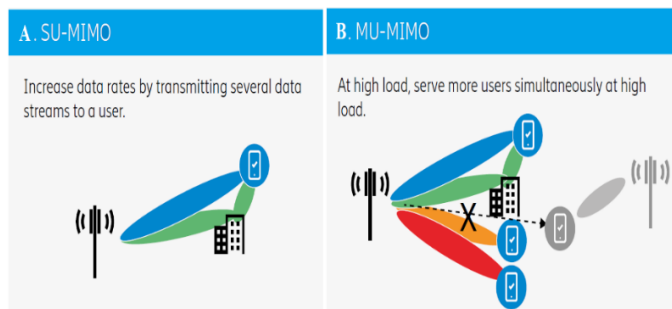 A. SU-MIMO
Increase data rates by transmitting several data
streams to a user.
B. MU-MIMO
At high load, serve more users simultaneously at high
load.
X